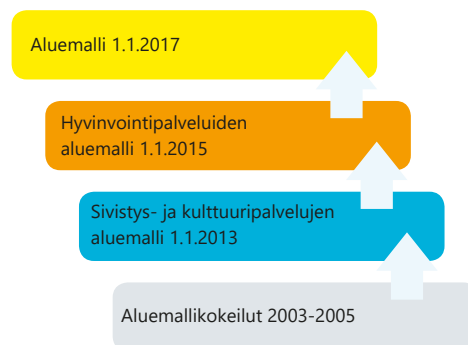 Aluemalli 1.1.2017
Hyvinvointipalveluiden
aluemalli 1.1.2015
Sivistys- ja kulttuuripalvelujen
aluemalli 1.1.2013
Aluemallikokeilut 2003-2005